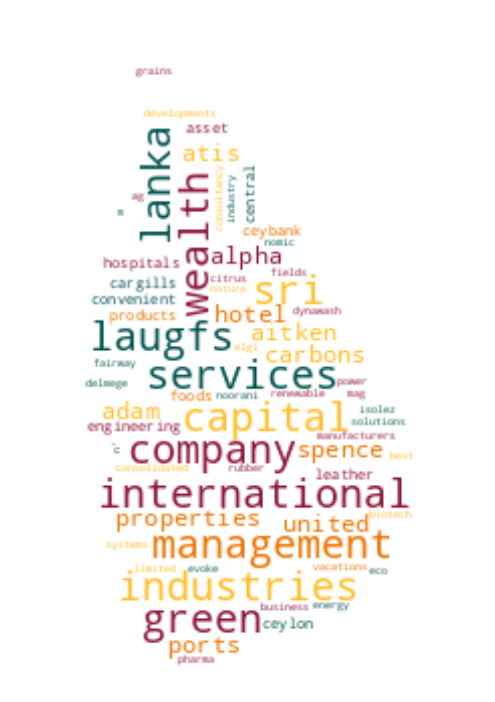 grains
developments
asset
lanka
atis
wealth
consultancy
industry
central
ag
m
ceybank
nomic
alpha
hospitals
citrus
fields
cargills
nature
sri
convenient
products
hotel
dynawash
laugfs
aitken
elgi
carbons
fairway
services
delmege
power
foods
noorani
renewable
mag
adam
capital
isolez
solutions
engineering
manufacturers
company
spence
best
consolidated
rubber
leather
international
properties
united
biotech
systems
management
limited
evoke
vacations
eco
industries
green
business
energy
ceylon
ports
pharma